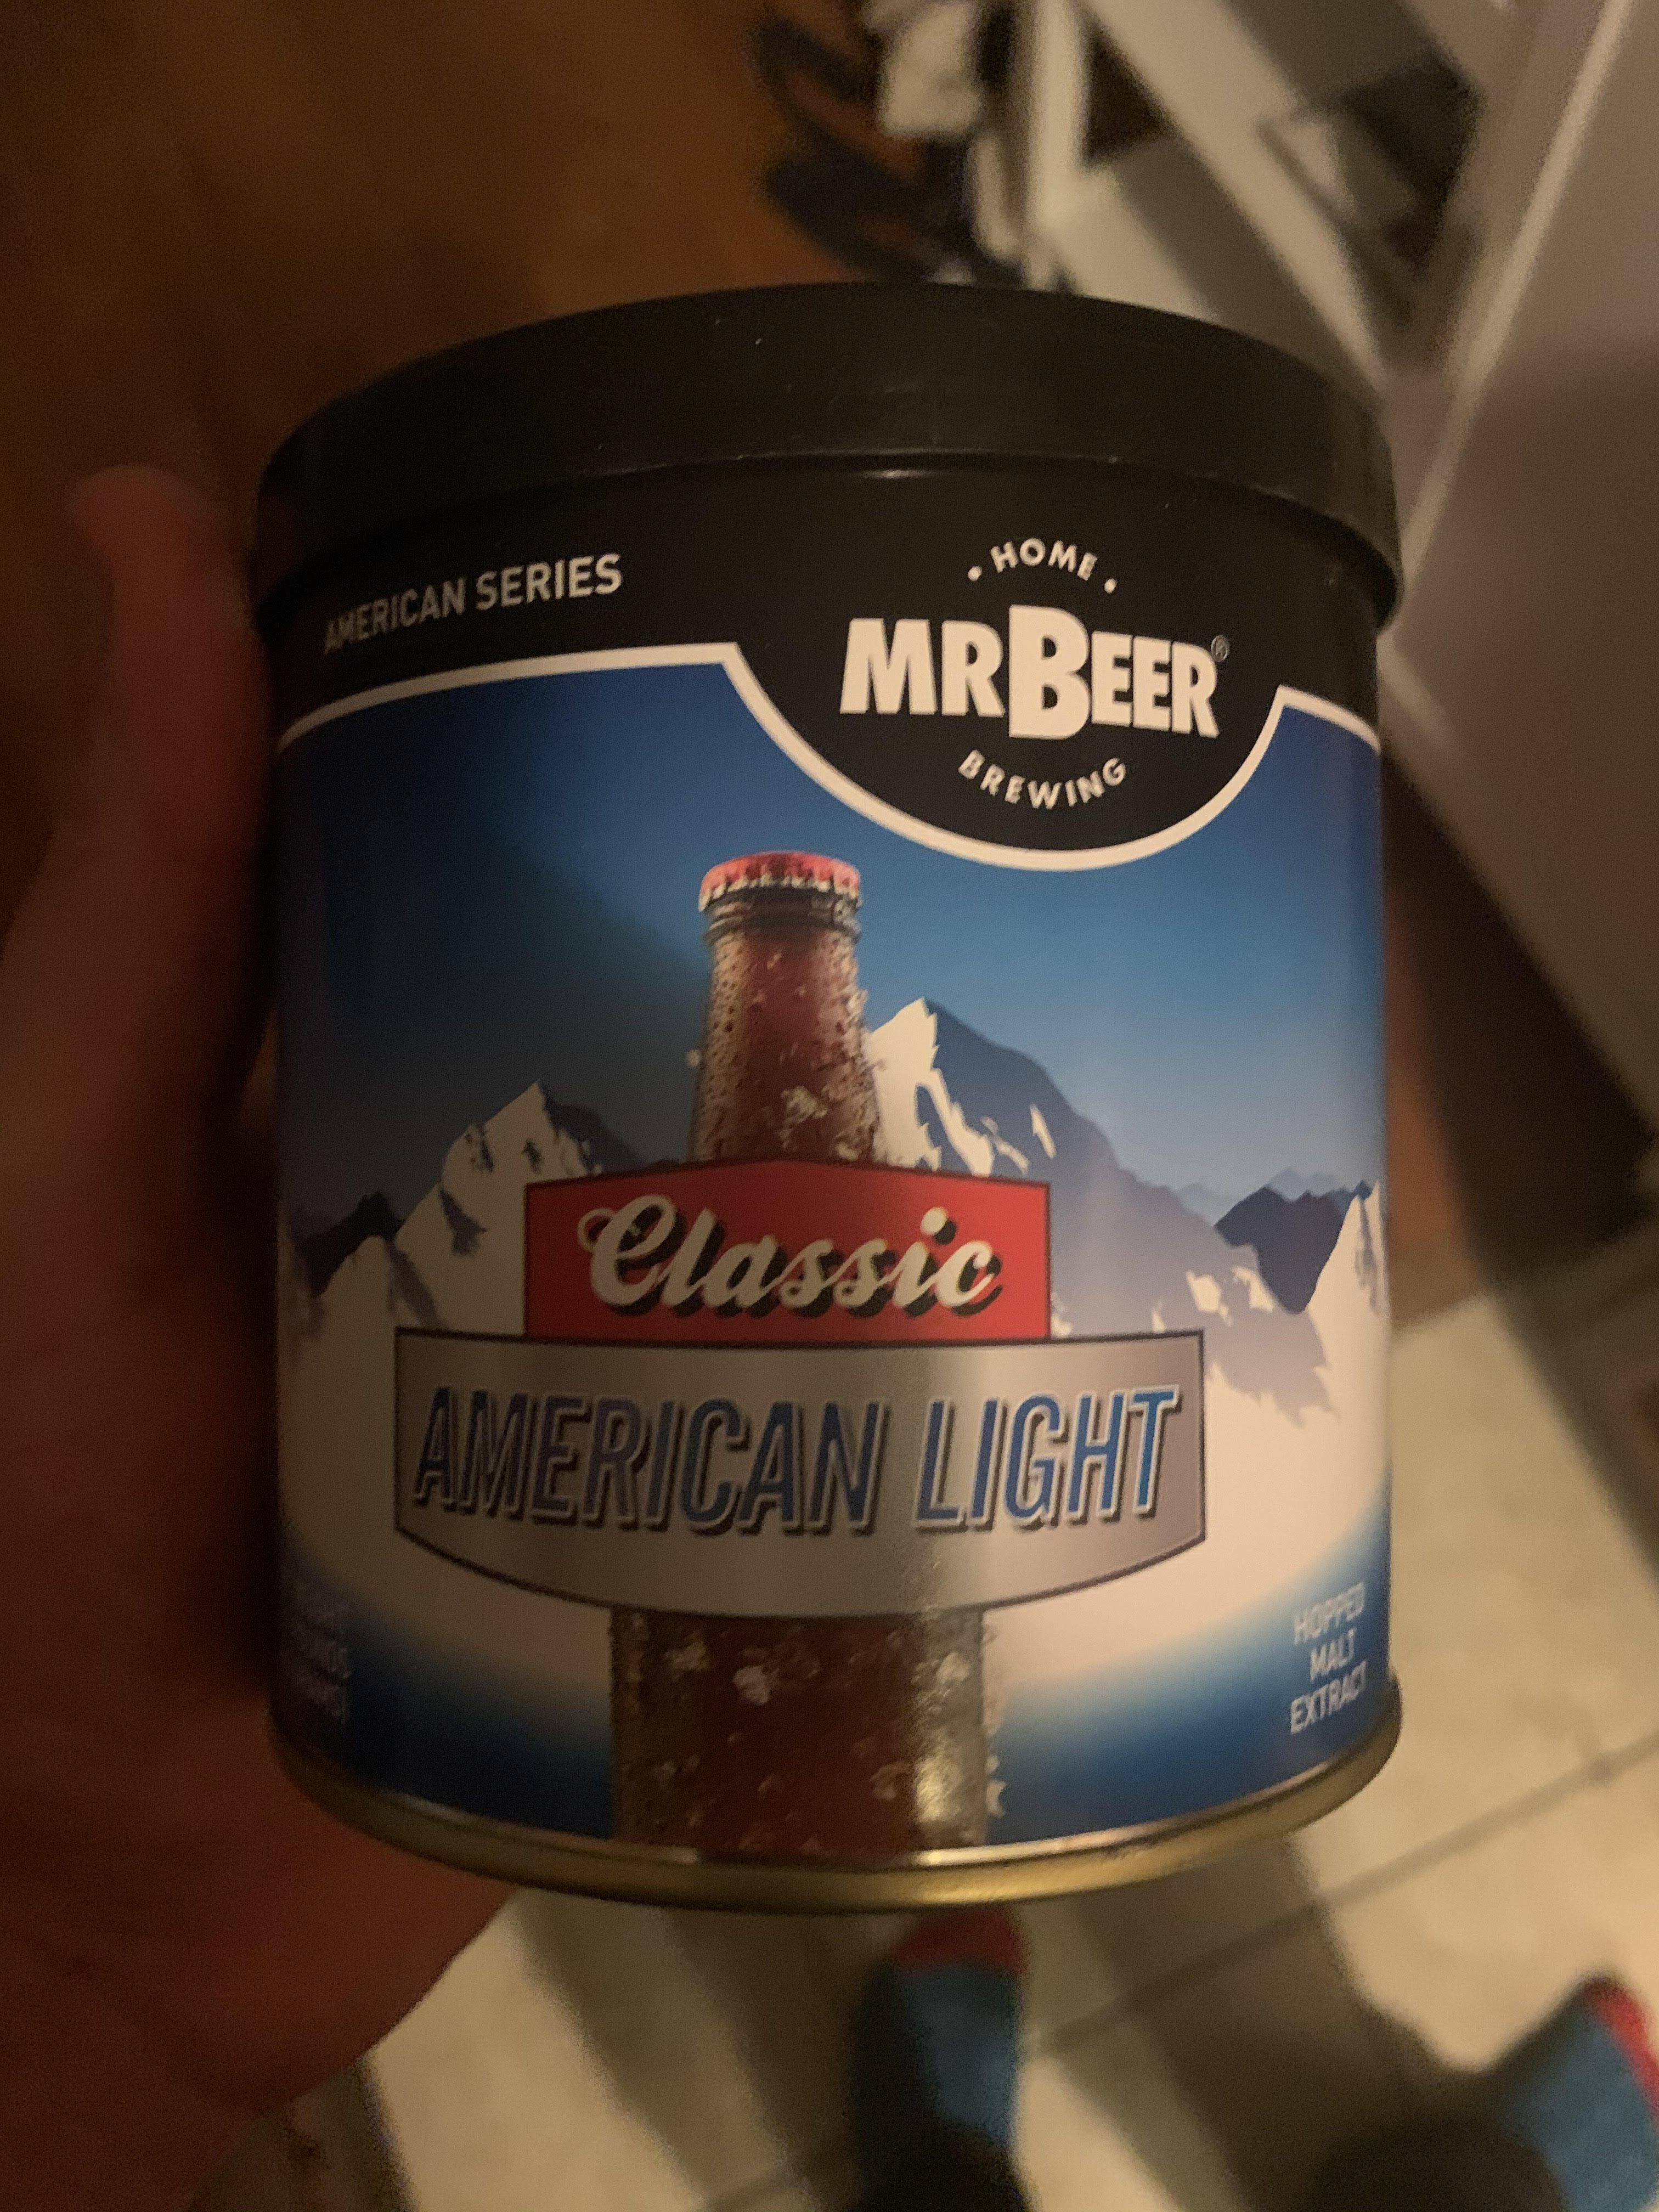 AMERICAN SERIES
• HOME •
MRBEER®
BREWING
Classic
AMERICAN LIGHT
HOPPED
MALT
EXTRACT